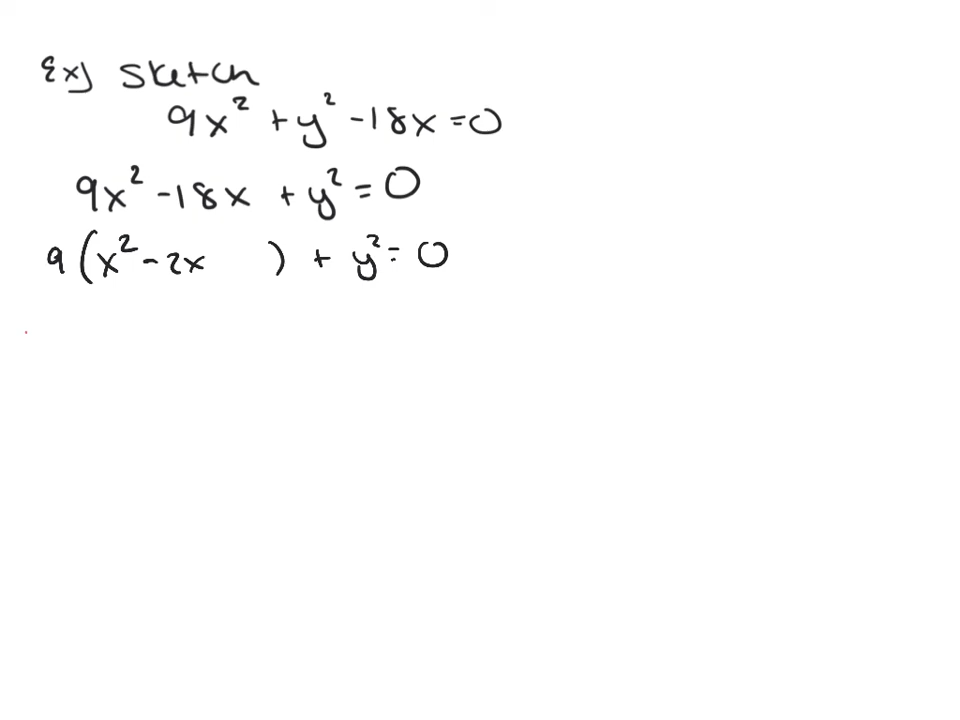 Ex) Sketch
9x² + y² - 18x = 0
9x² - 18x + y² = 0
9(x² - 2x    ) + y² = 0